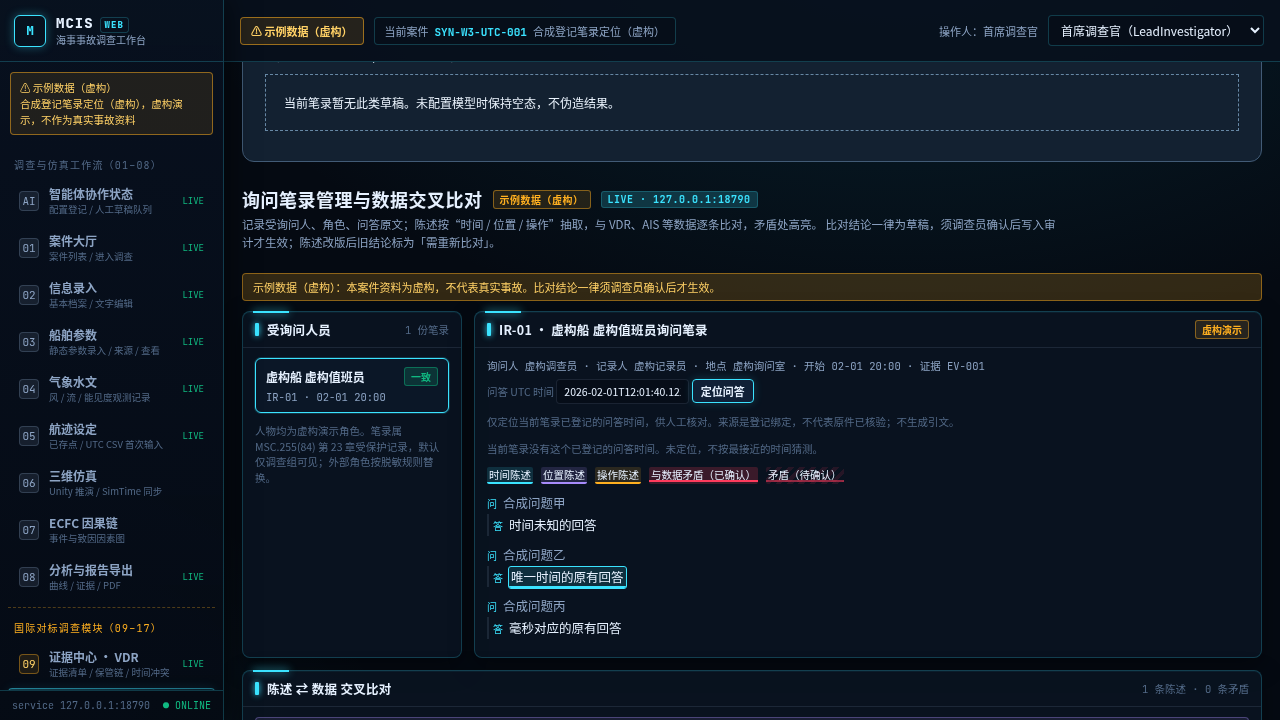 M
MCIS WEB
海事事故调查工作台
⚠ 示例数据（虚构）
当前案件 SYN-W3-UTC-001 合成登记笔录定位（虚构）
操作人：首席调查官
首席调查官（LeadInvestigator）
⚠ 示例数据（虚构）
合成登记笔录定位（虚构），虚构演
示，不作为真实事故资料
调查与仿真工作流（01-08）
AI 智能体协作状态 LIVE
配置登记 / 人工草稿队列
01 案件大厅 LIVE
案件列表 / 进入调查
02 信息录入 LIVE
基本档案 / 文字编辑
03 船舶参数 LIVE
静态参数录入 / 来源 / 查看
04 气象水文 LIVE
风 / 流 / 能见度观测记录
05 航迹设定 LIVE
已存点 / UTC CSV 首次输入
06 三维仿真
Unity 推演 / SimTime 同步
07 ECFC 因果链
事件与致因因素图
08 分析与报告导出 LIVE
曲线 / 证据 / PDF
国际对标调查模块（09-17）
09 证据中心 · VDR LIVE
证据清单 / 保管链 / 时间冲突
service 127.0.0.1:18790 ● ONLINE
当前笔录暂无此类草稿。未配置模型时保持空态，不伪造结果。
询问笔录管理与数据交叉比对 示例数据（虚构） LIVE · 127.0.0.1:18790
记录受询问人、角色、问答原文；陈述按“时间 / 位置 / 操作”抽取，与 VDR、AIS 等数据逐条比对，矛盾处高亮。 比对结论一律为草稿，须调查员确认后写入审
计才生效；陈述改版后旧结论标为「需重新比对」。
示例数据（虚构）：本案件资料为虚构，不代表真实事故。比对结论一律须调查员确认后才生效。
受询问人员 1 份笔录
虚构船 虚构值班员 一致
IR-01 · 02-01 20:00
人物均为虚构演示角色。笔录属
MSC.255(84) 第 23 章受保护记录，默认
仅调查组可见；外部角色按脱敏规则替
换。
IR-01 · 虚构船 虚构值班员询问笔录 虚构演示
询问人 虚构调查员 · 记录人 虚构记录员 · 地点 虚构询问室 · 开始 02-01 20:00 · 证据 EV-001
问答 UTC 时间 2026-02-01T12:01:40.12 定位问答
仅定位当前笔录已登记的问答时间，供人工核对。来源是登记绑定，不代表原件已核验；不生成引文。
当前笔录没有这个已登记的问答时间。未定位，不按最接近的时间猜测。
时间陈述 位置陈述 操作陈述 与数据矛盾（已确认） 矛盾（待确认）
问 合成问题甲
答 时间未知的回答
问 合成问题乙
答 唯一时间的原有回答
问 合成问题丙
答 毫秒对应的原有回答
陈述 ⇄ 数据 交叉比对 1 条陈述 · 0 条矛盾